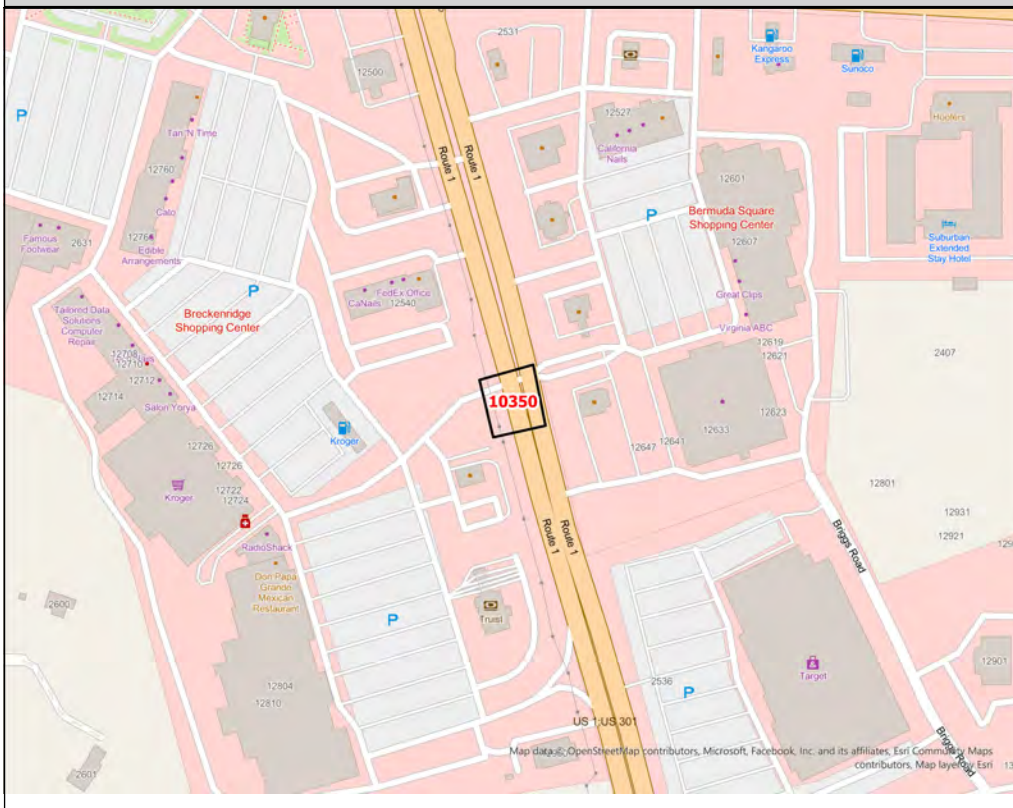 2531
Kangaroo
Express
Sunoco
12500
P
Hooters
12527
Tan 'N Time
Route 1
Route 1
California
Nails
12760
12601
Cato
P
Bermuda Square
Shopping Center
Famous
Footwear
2631
1276
Edible
Arrangements
12607
Suburban
Extended
Stay Hotel
FedEx Office
CaNails
12540
P
Great Clips
Tailored Data
Solutions
Computer
Repair
Breckenridge
Shopping Center
Virginia ABC
12619
12621
12708
12710
2407
12712
12714
Salon Yorya
10350
12623
Kroger
12633
12647
12641
12726
12726
Kroger
12722
12724
12801
12931
12921
RadioShack
Route 1
Route 1
Briggs Road
Don Papa
Grande
Mexican
Restaurant
2600
P
Truist
12901
12804
12810
2536
P
Target
US 1;US 301
Briggs Road
2601
Map data © OpenStreetMap contributors, Microsoft, Facebook, Inc. and its affiliates, Esri Community Maps
contributors, Map layer by Esri